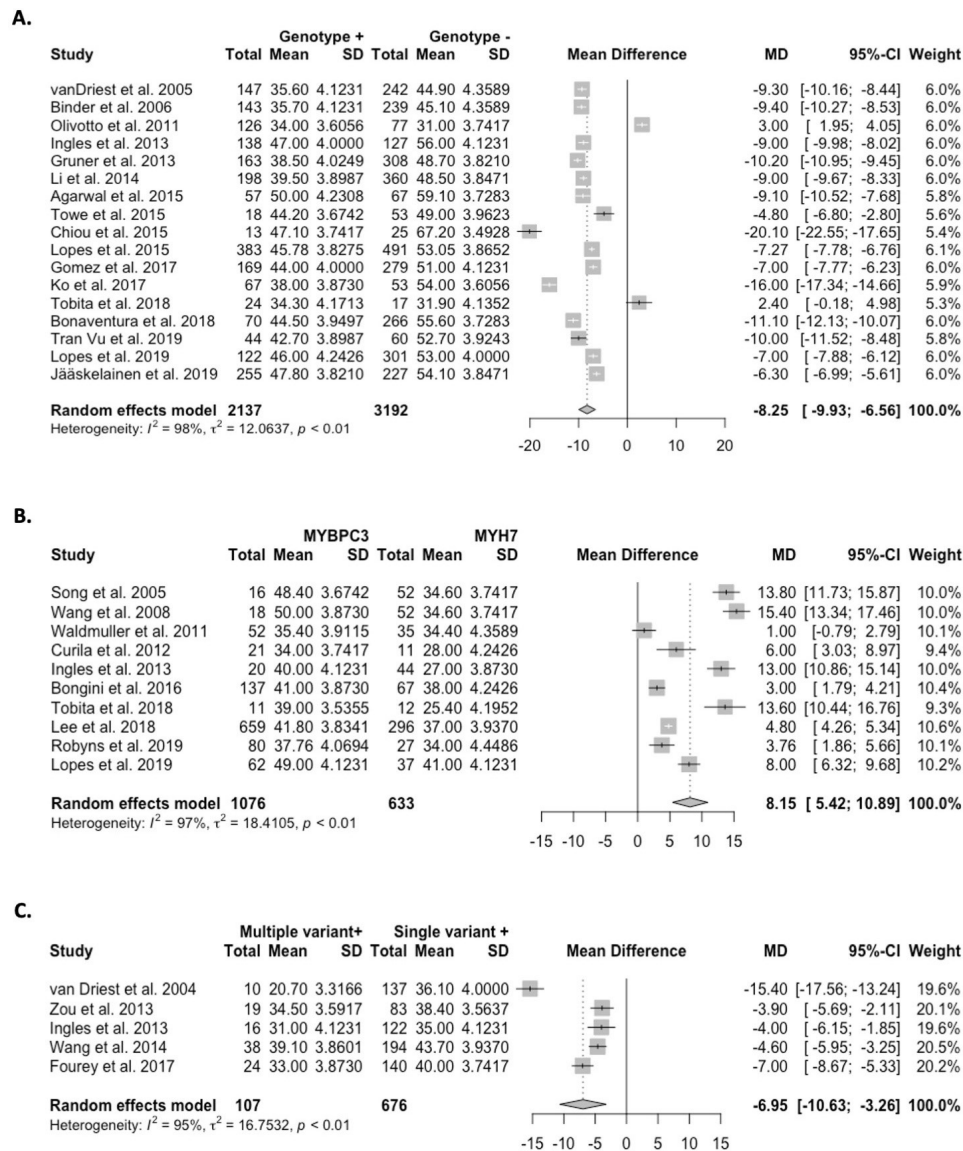 A.
Genotype + Genotype -
Study Total Mean SD Total Mean SD Mean Difference MD 95%-CI Weight
vanDriest et al. 2005 147 35.60 4.1231 242 44.90 4.3589 -9.30 [-10.16; -8.44] 6.0%
Binder et al. 2006 143 35.70 4.1231 239 45.10 4.3589 -9.40 [-10.27; -8.53] 6.0%
Olivotto et al. 2011 126 34.00 3.6056 77 31.00 3.7417 3.00 [ 1.95; 4.05] 6.0%
Ingles et al. 2013 138 47.00 4.0000 127 56.00 4.1231 -9.00 [ -9.98; -8.02] 6.0%
Gruner et al. 2013 163 38.50 4.0249 308 48.70 3.8210 -10.20 [-10.95; -9.45] 6.0%
Li et al. 2014 198 39.50 3.8987 360 48.50 3.8471 -9.00 [ -9.67; -8.33] 6.0%
Agarwal et al. 2015 57 50.00 4.2308 67 59.10 3.7283 -9.10 [-10.52; -7.68] 5.8%
Towe et al. 2015 18 44.20 3.6742 53 49.00 3.9623 -4.80 [ -6.80; -2.80] 5.6%
Chiou et al. 2015 13 47.10 3.7417 25 67.20 3.4928 -20.10 [-22.55; -17.65] 5.4%
Lopes et al. 2015 383 45.78 3.8275 491 53.05 3.8652 -7.27 [ -7.78; -6.76] 6.1%
Gomez et al. 2017 169 44.00 4.0000 279 51.00 4.1231 -7.00 [ -7.77; -6.23] 6.0%
Ko et al. 2017 67 38.00 3.8730 53 54.00 3.6056 -16.00 [-17.34; -14.66] 5.9%
Tobita et al. 2018 24 34.30 4.1713 17 31.90 4.1352 2.40 [ -0.18; 4.98] 5.3%
Bonaventura et al. 2018 70 44.50 3.9497 266 55.60 3.7283 -11.10 [-12.13; -10.07] 6.0%
Tran Vu et al. 2019 44 42.70 3.8987 60 52.70 3.9243 -10.00 [-11.52; -8.48] 5.8%
Lopes et al. 2019 122 46.00 4.2426 301 53.00 4.0000 -7.00 [ -7.88; -6.12] 6.0%
Jääskelainen et al. 2019 255 47.80 3.8210 227 54.10 3.8471 -6.30 [ -6.99; -5.61] 6.0%
Random effects model 2137 3192 -8.25 [ -9.93; -6.56] 100.0%
Heterogeneity: I² = 98%, τ² = 12.0637, p < 0.01
-20 -10 0 10 20
B.
MYBPC3 MYH7
Study Total Mean SD Total Mean SD Mean Difference MD 95%-CI Weight
Song et al. 2005 16 48.40 3.6742 52 34.60 3.7417 13.80 [11.73; 15.87] 10.0%
Wang et al. 2008 18 50.00 3.8730 52 34.60 3.7417 15.40 [13.34; 17.46] 10.0%
Waldmuller et al. 2011 52 35.40 3.9115 35 34.40 4.3589 1.00 [-0.79; 2.79] 10.1%
Curila et al. 2012 21 34.00 3.7417 11 28.00 4.2426 6.00 [ 3.03; 8.97] 9.4%
Ingles et al. 2013 20 40.00 4.1231 44 27.00 3.8730 13.00 [10.86; 15.14] 10.0%
Bongini et al. 2016 137 41.00 3.8730 67 38.00 4.2426 3.00 [ 1.79; 4.21] 10.4%
Tobita et al. 2018 11 39.00 3.5355 12 25.40 4.1952 13.60 [10.44; 16.76] 9.3%
Lee et al. 2018 659 41.80 3.8341 296 37.00 3.9370 4.80 [ 4.26; 5.34] 10.6%
Robyns et al. 2019 80 37.76 4.0694 27 34.00 4.4486 3.76 [ 1.86; 5.66] 10.1%
Lopes et al. 2019 62 49.00 4.1231 37 41.00 4.1231 8.00 [ 6.32; 9.68] 10.2%
Random effects model 1076 633 8.15 [ 5.42; 10.89] 100.0%
Heterogeneity: I² = 97%, τ² = 18.4105, p < 0.01
-15 -10 -5 0 5 10 15
C.
Multiple variant+ Single variant +
Study Total Mean SD Total Mean SD Mean Difference MD 95%-CI Weight
van Driest et al. 2004 10 20.70 3.3166 137 36.10 4.0000 -15.40 [-17.56; -13.24] 19.6%
Zou et al. 2013 19 34.50 3.5917 83 38.40 3.5637 -3.90 [ -5.69; -2.11] 20.1%
Ingles et al. 2013 16 31.00 4.1231 122 35.00 4.1231 -4.00 [ -6.15; -1.85] 19.6%
Wang et al. 2014 38 39.10 3.8601 194 43.70 3.9370 -4.60 [ -5.95; -3.25] 20.5%
Fourey et al. 2017 24 33.00 3.8730 140 40.00 3.7417 -7.00 [ -8.67; -5.33] 20.2%
Random effects model 107 676 -6.95 [-10.63; -3.26] 100.0%
Heterogeneity: I² = 95%, τ² = 16.7532, p < 0.01
-15 -10 -5 0 5 10 15